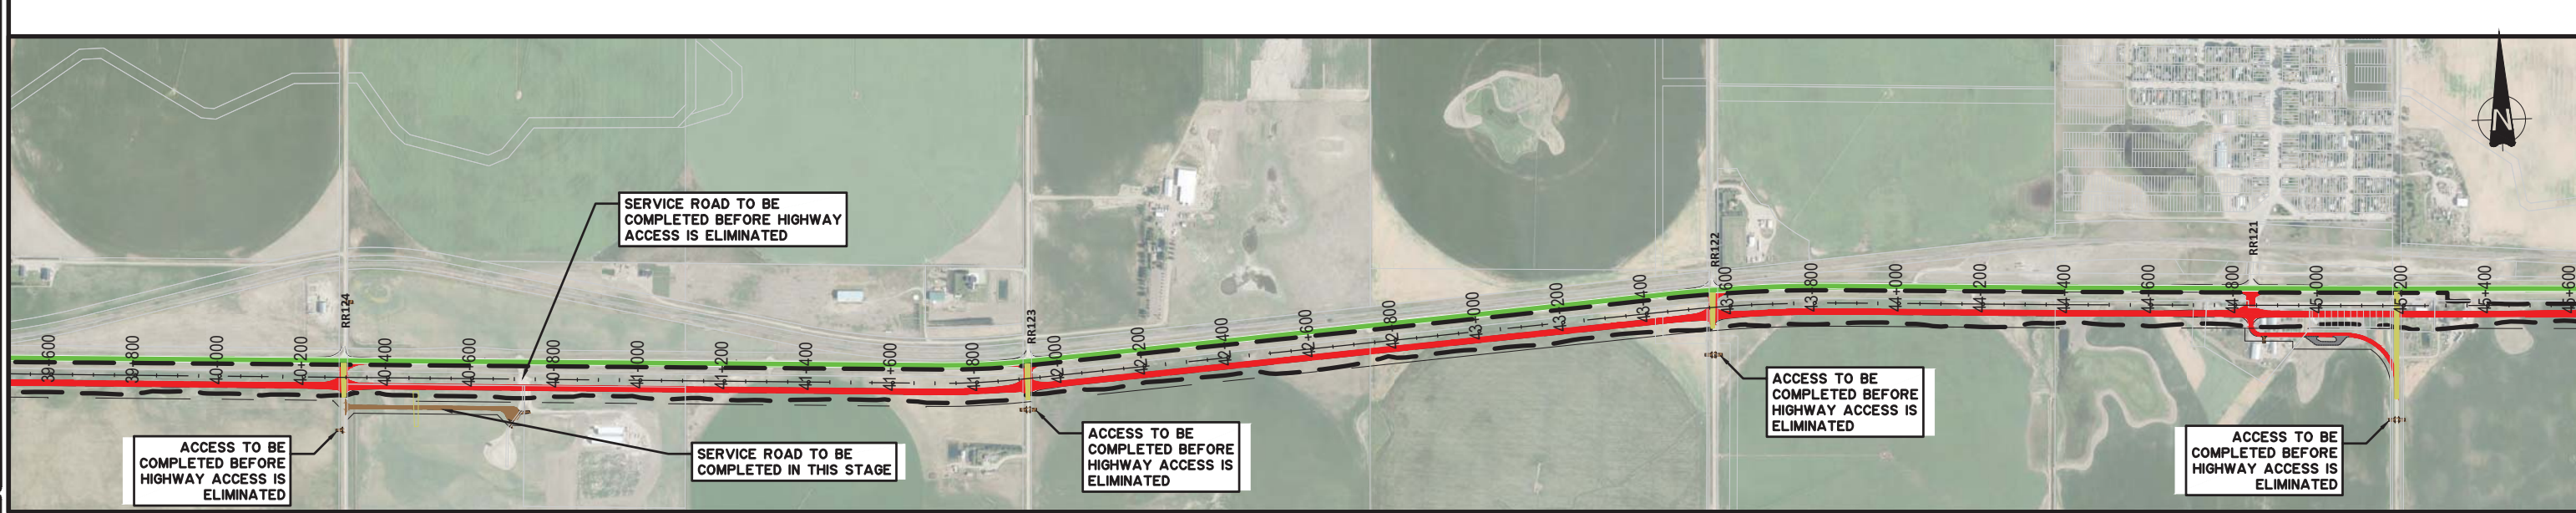 SERVICE ROAD TO BE
COMPLETED BEFORE HIGHWAY
ACCESS IS ELIMINATED
N
RR124
RR123
RR122
RR121
39+600
39+800
40+000
40+200
40+400
40+600
40+800
41+000
41+200
41+400
41+600
41+800
42+000
42+200
42+400
42+600
42+800
43+000
43+200
43+400
43+600
43+800
44+000
44+200
44+400
44+600
44+800
45+000
45+200
45+400
45+600
ACCESS TO BE
COMPLETED BEFORE
HIGHWAY ACCESS IS
ELIMINATED
SERVICE ROAD TO BE
COMPLETED IN THIS STAGE
ACCESS TO BE
COMPLETED BEFORE
HIGHWAY ACCESS IS
ELIMINATED
ACCESS TO BE
COMPLETED BEFORE
HIGHWAY ACCESS IS
ELIMINATED
ACCESS TO BE
COMPLETED BEFORE
HIGHWAY ACCESS IS
ELIMINATED